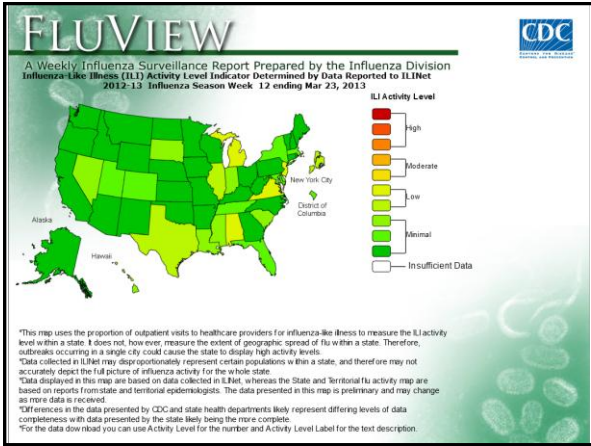 FLUVIEW
CDC
CENTERS FOR DISEASE
CONTROL AND PREVENTION
A Weekly Influenza Surveillance Report Prepared by the Influenza Division
Influenza-Like Illness (ILI) Activity Level Indicator Determined by Data Reported to ILINet
2012-13 Influenza Season Week 12 ending Mar 23, 2013
ILI Activity Level
High
Moderate
Low
Minimal
Insufficient Data
New York City
District of
Columbia
Alaska
Hawaii
*This map uses the proportion of outpatient visits to healthcare providers for influenza-like illness to measure the ILI activity
level within a state. It does not, however, measure the extent of geographic spread of flu within a state. Therefore,
outbreaks occurring in a single city could cause the state to display high activity levels.
*Data collected in ILINet may disproportionately represent certain populations within a state, and therefore may not
accurately depict the full picture of influenza activity for the whole state.
*Data displayed in this map are based on data collected in ILINet, whereas the State and Territorial flu activity map are
based on reports from state and territorial epidemiologists. The data presented in this map is preliminary and may change
as more data is received.
*Differences in the data presented by CDC and state health departments likely represent differing levels of data
completeness with data presented by the state likely being the more complete.
*For the data download you can use Activity Level for the number and Activity Level Label for the text description.